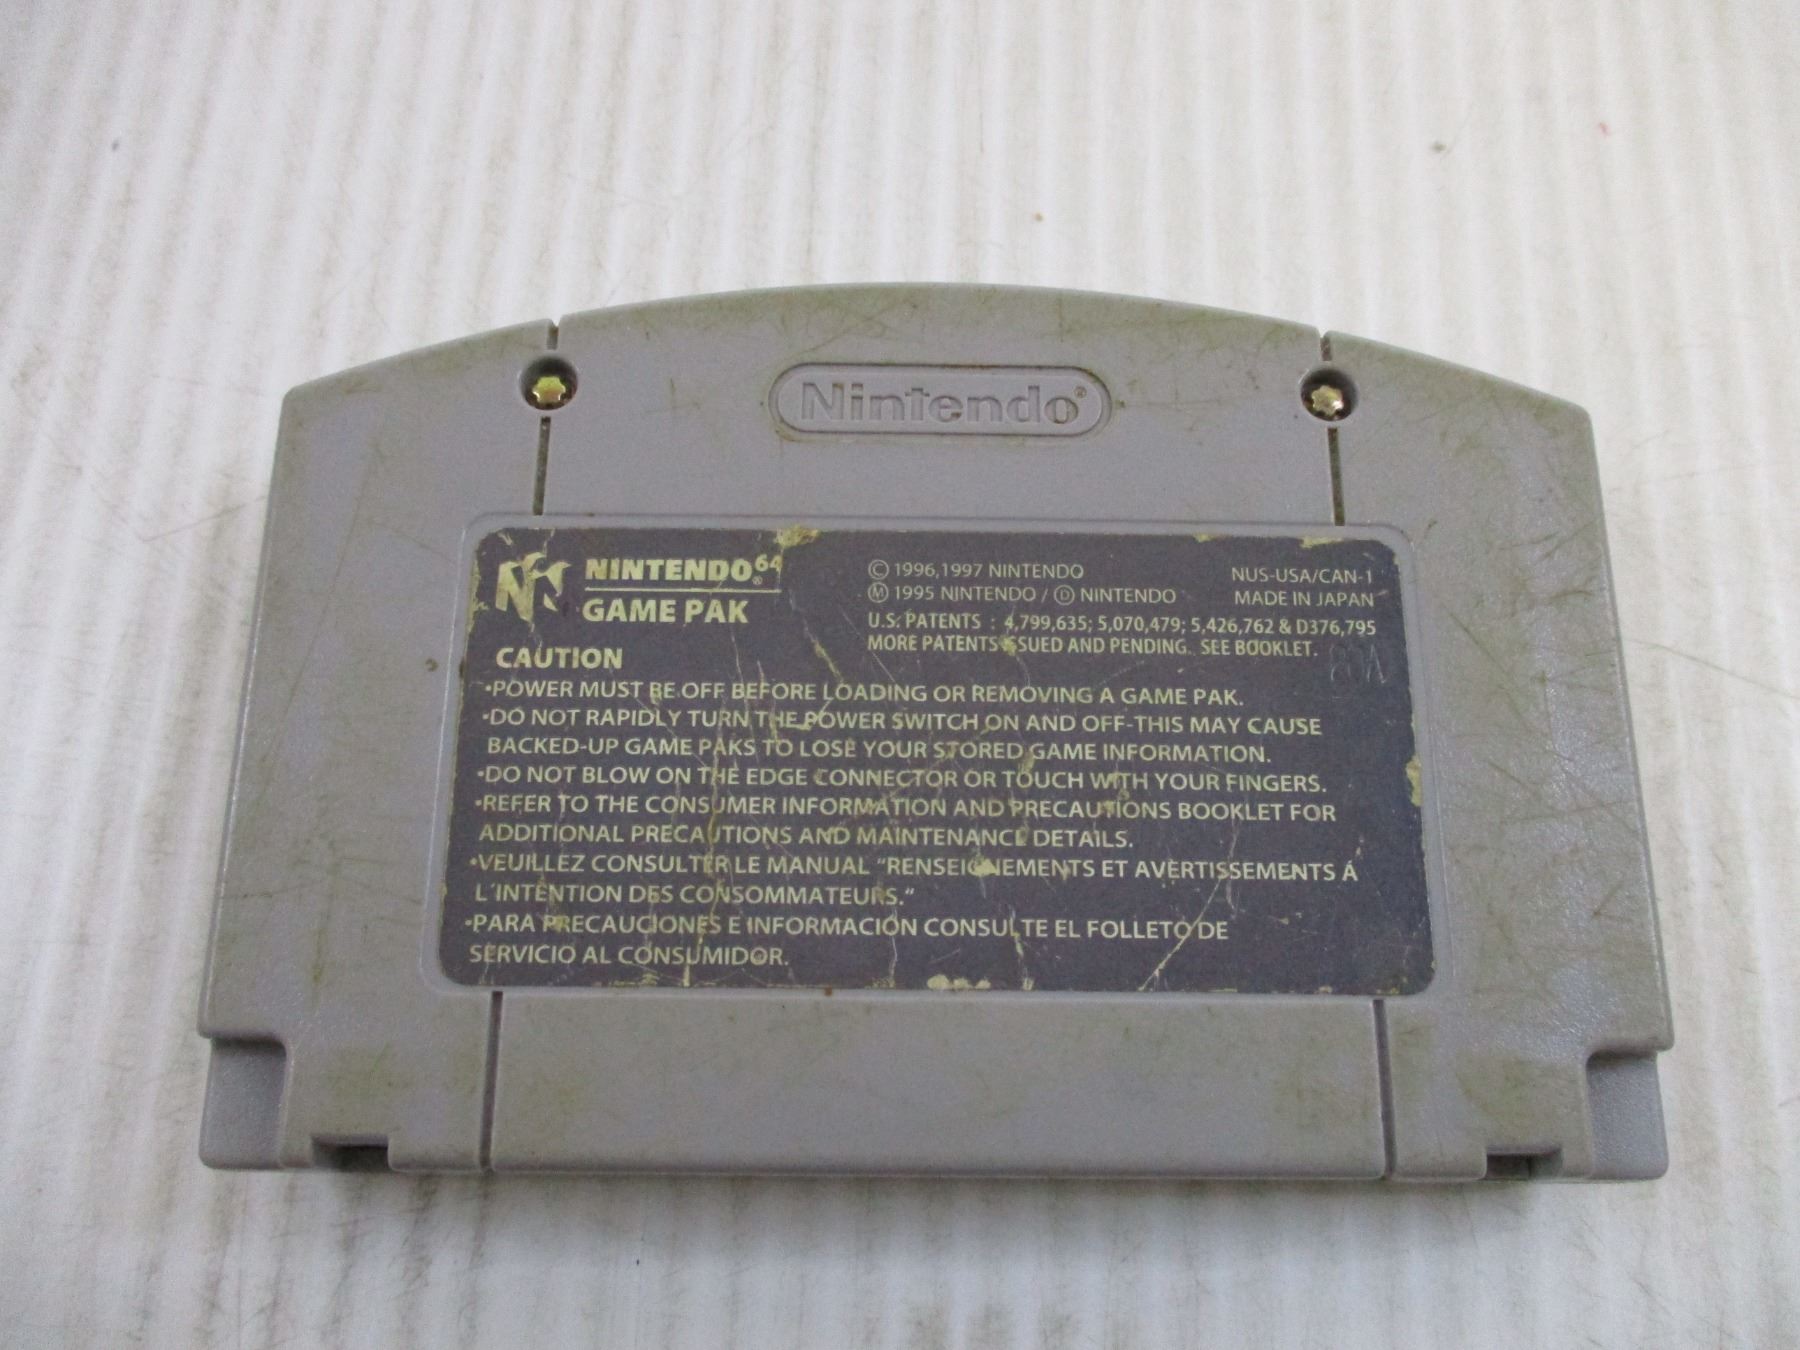 Nintendo®
NINTENDO64®
GAME PAK
© 1996,1997 NINTENDO
Ⓜ 1995 NINTENDO / Ⓓ NINTENDO
NUS-USA/CAN-1
MADE IN JAPAN
U.S. PATENTS : 4,799,635; 5,070,479; 5,426,762 & D376,795
MORE PATENTS ISSUED AND PENDING. SEE BOOKLET.
CAUTION
•POWER MUST BE OFF BEFORE LOADING OR REMOVING A GAME PAK.
•DO NOT RAPIDLY TURN THE POWER SWITCH ON AND OFF-THIS MAY CAUSE
BACKED-UP GAME PAKS TO LOSE YOUR STORED GAME INFORMATION.
•DO NOT BLOW ON THE EDGE CONNECTOR OR TOUCH WITH YOUR FINGERS.
•REFER TO THE CONSUMER INFORMATION AND PRECAUTIONS BOOKLET FOR
ADDITIONAL PRECAUTIONS AND MAINTENANCE DETAILS.
•VEUILLEZ CONSULTER LE MANUAL "RENSEIGNEMENTS ET AVERTISSEMENTS Á
L'INTENTION DES CONSOMMATEURS."
•PARA PRECAUCIONES E INFORMACIÓN CONSULTE EL FOLLETO DE
SERVICIO AL CONSUMIDOR.